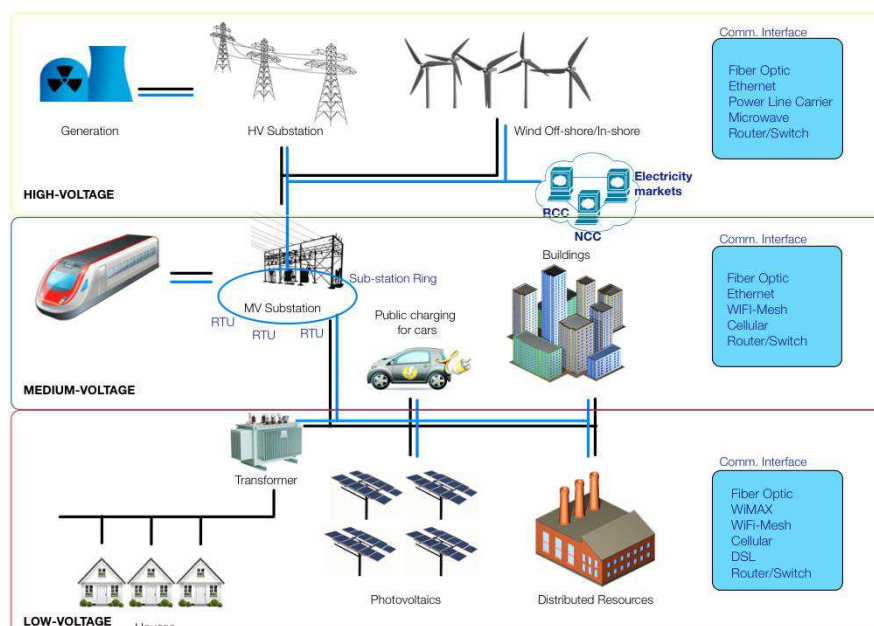 Comm. Interface
Fiber Optic
Ethernet
Power Line Carrier
Microwave
Router/Switch
Generation
HV Substation
Wind Off-shore/In-shore
Electricity
markets
RCC
NCC
HIGH-VOLTAGE
Comm. Interface
Fiber Optic
Ethernet
WIFI-Mesh
Cellular
Router/Switch
Buildings
Sub-station Ring
MV Substation
RTU
RTU
RTU
Public charging
for cars
MEDIUM-VOLTAGE
Comm. Interface
Fiber Optic
WiMAX
WiFi-Mesh
Cellular
DSL
Router/Switch
Transformer
Photovoltaics
Distributed Resources
LOW-VOLTAGE